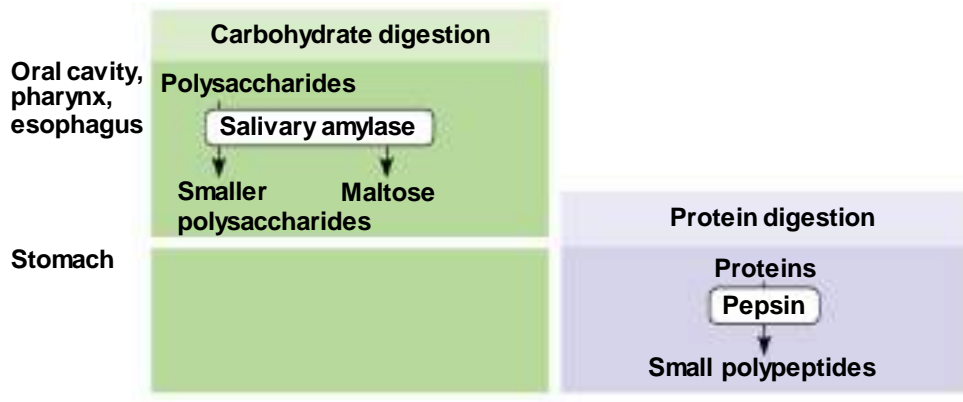 Carbohydrate digestion
Oral cavity,
pharynx,
esophagus
Polysaccharides
Salivary amylase
Smaller
polysaccharides
Maltose
Protein digestion
Stomach
Proteins
Pepsin
Small polypeptides